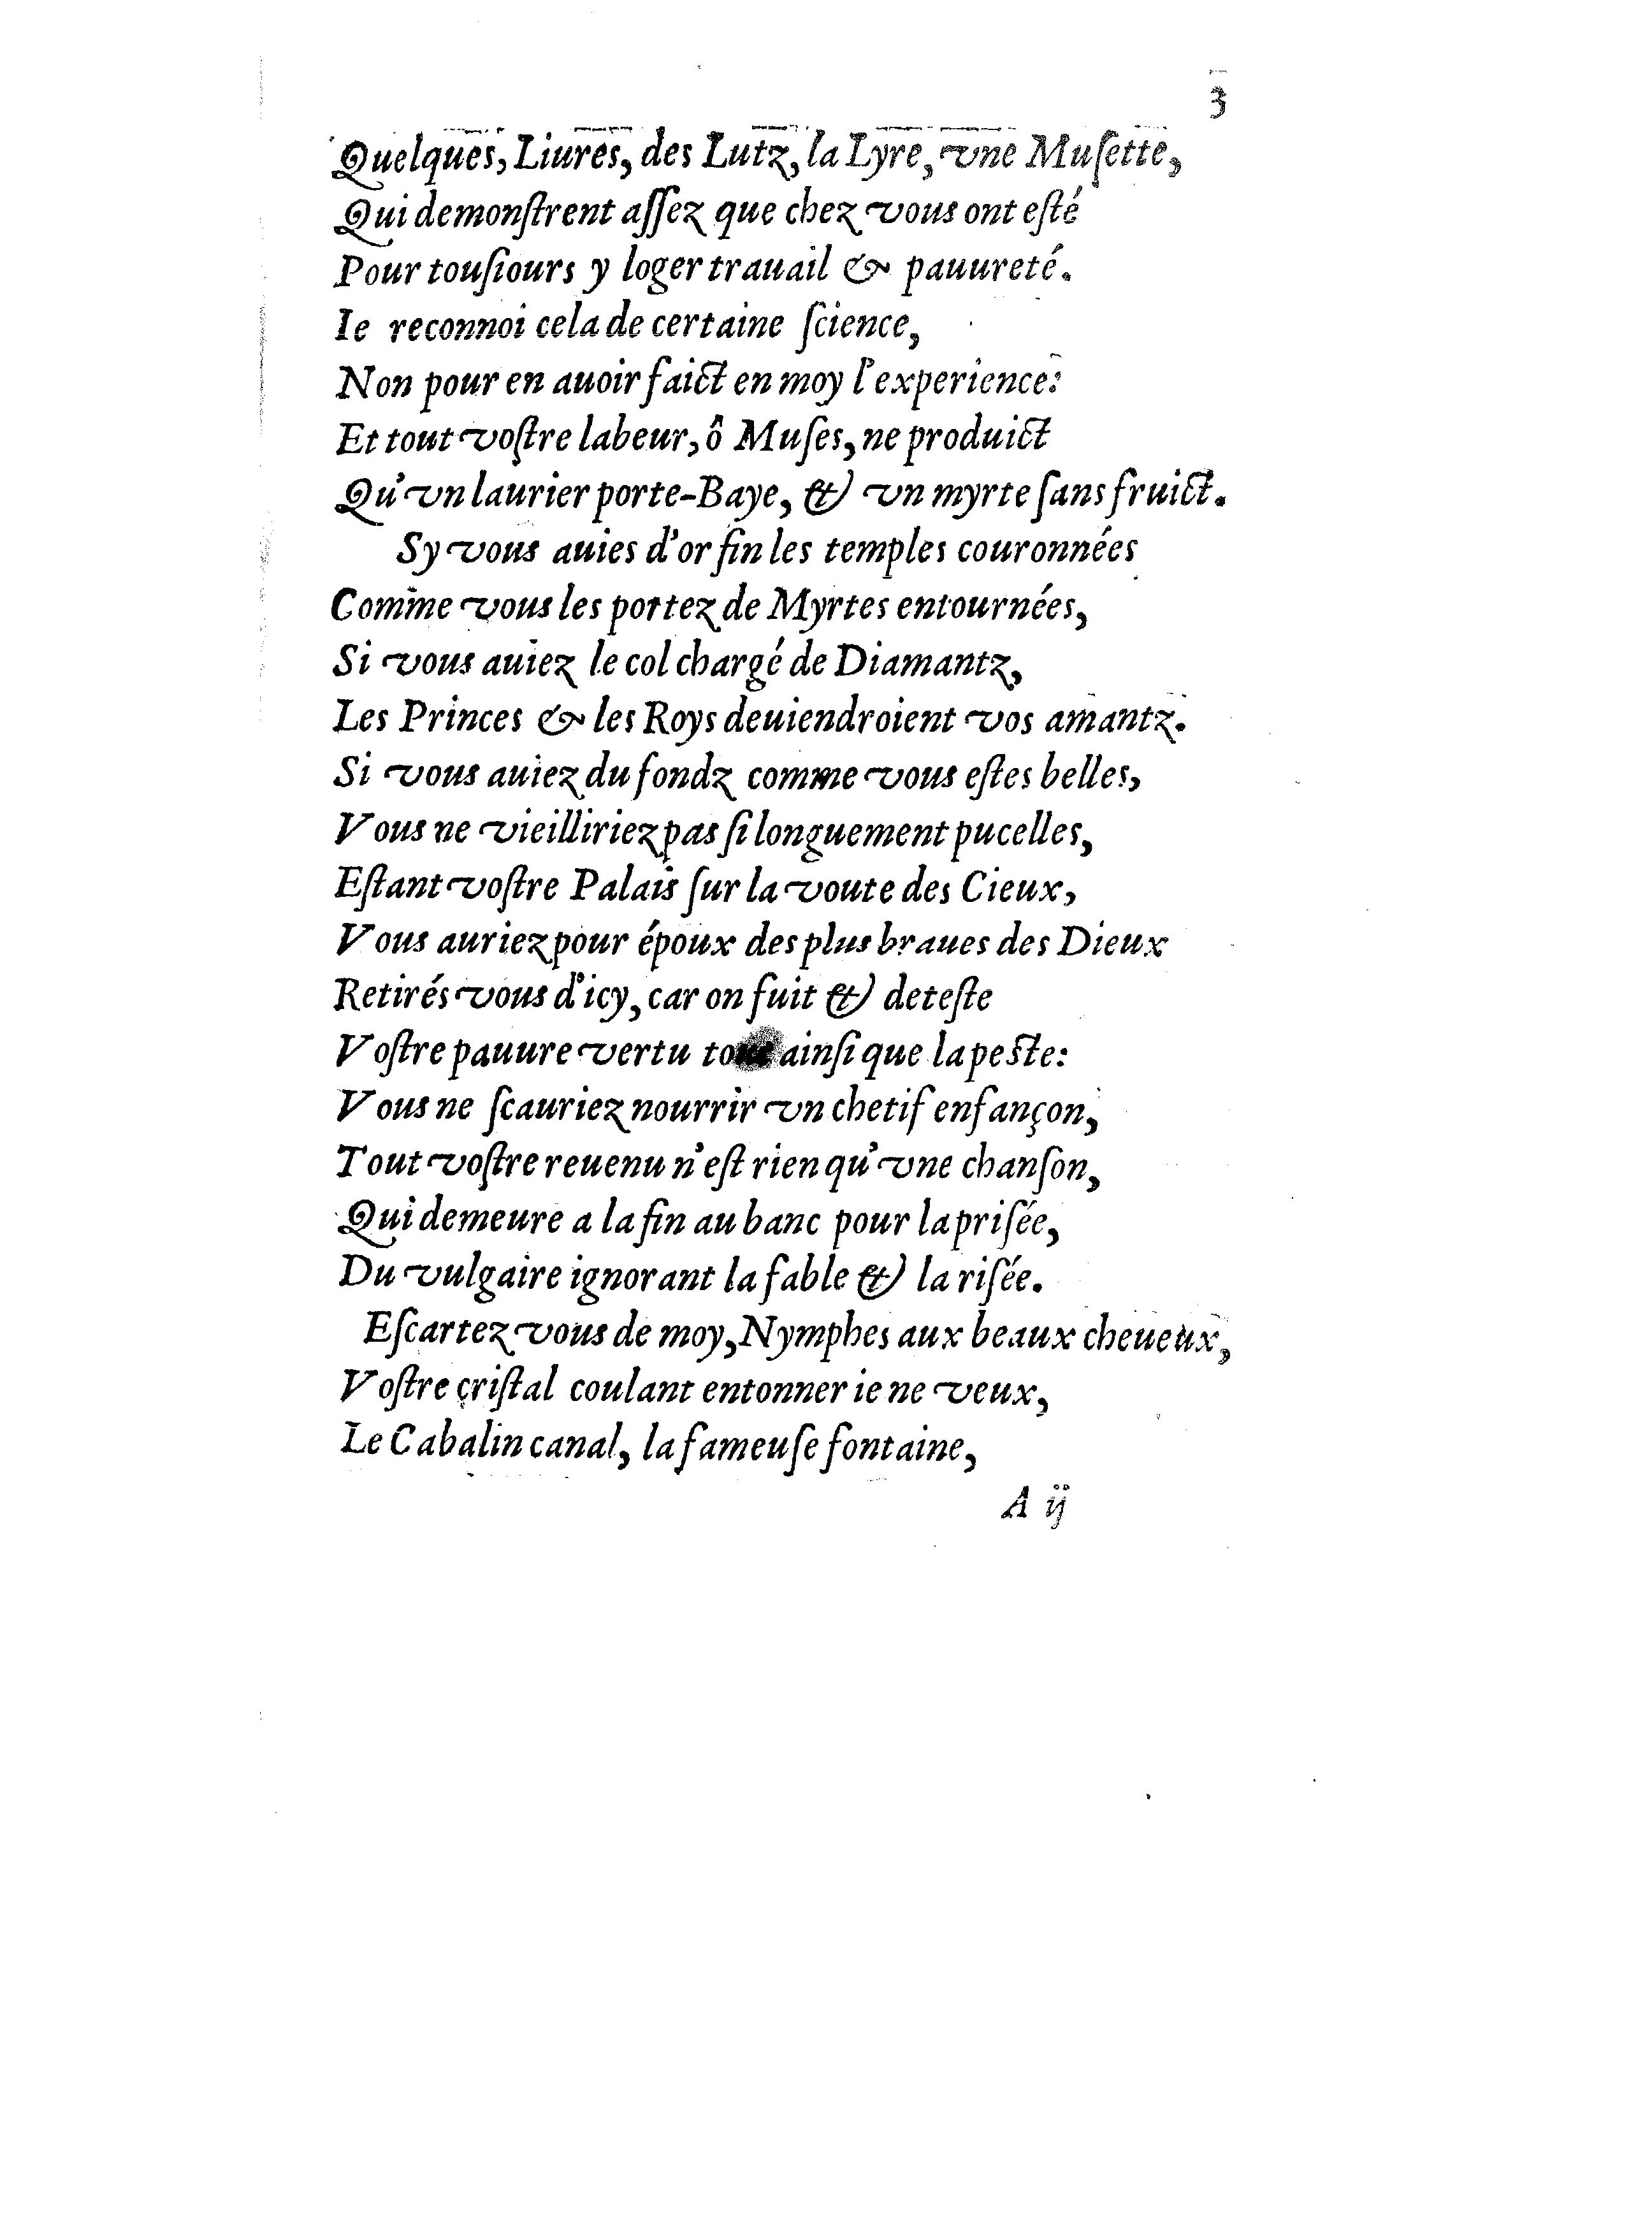 3
Quelques, Liures, des Lutz, la Lyre, vne Muſette,
Qui demonſtrent aſſez que chez vous ont eſté
Pour touſiours y loger trauail & pauureté.
Ie reconnoi cela de certaine ſcience,
Non pour en auoir faict en moy l'experience:
Et tout voſtre labeur, ô Muſes, ne produict
Qu'vn laurier porte-Baye, & vn myrte ſans fruict.
Sy vous auies d'or fin les temples couronnées
Comme vous les portez de Myrtes entournées,
Si vous auiez le col chargé de Diamantz,
Les Princes & les Roys deuiendroient vos amantz.
Si vous auiez du fondz comme vous eſtes belles,
Vous ne vieilliriez pas ſi longuement pucelles,
Eſtant voſtre Palais ſur la voute des Cieux,
Vous auriez pour époux des plus braues des Dieux
Retirés vous d'icy, car on fuit & deteſte
Voſtre pauure vertu tout ainſi que la peſte:
Vous ne ſcauriez nourrir vn chetif enfançon,
Tout voſtre reuenu n'eſt rien qu'vne chanſon,
Qui demeure a la fin au banc pour la priſée,
Du vulgaire ignorant la fable & la riſée.
Eſcartez vous de moy, Nymphes aux beaux cheueux,
Voſtre criſtal coulant entonner ie ne veux,
Le Cabalin canal, la fameuſe fontaine,
A ij